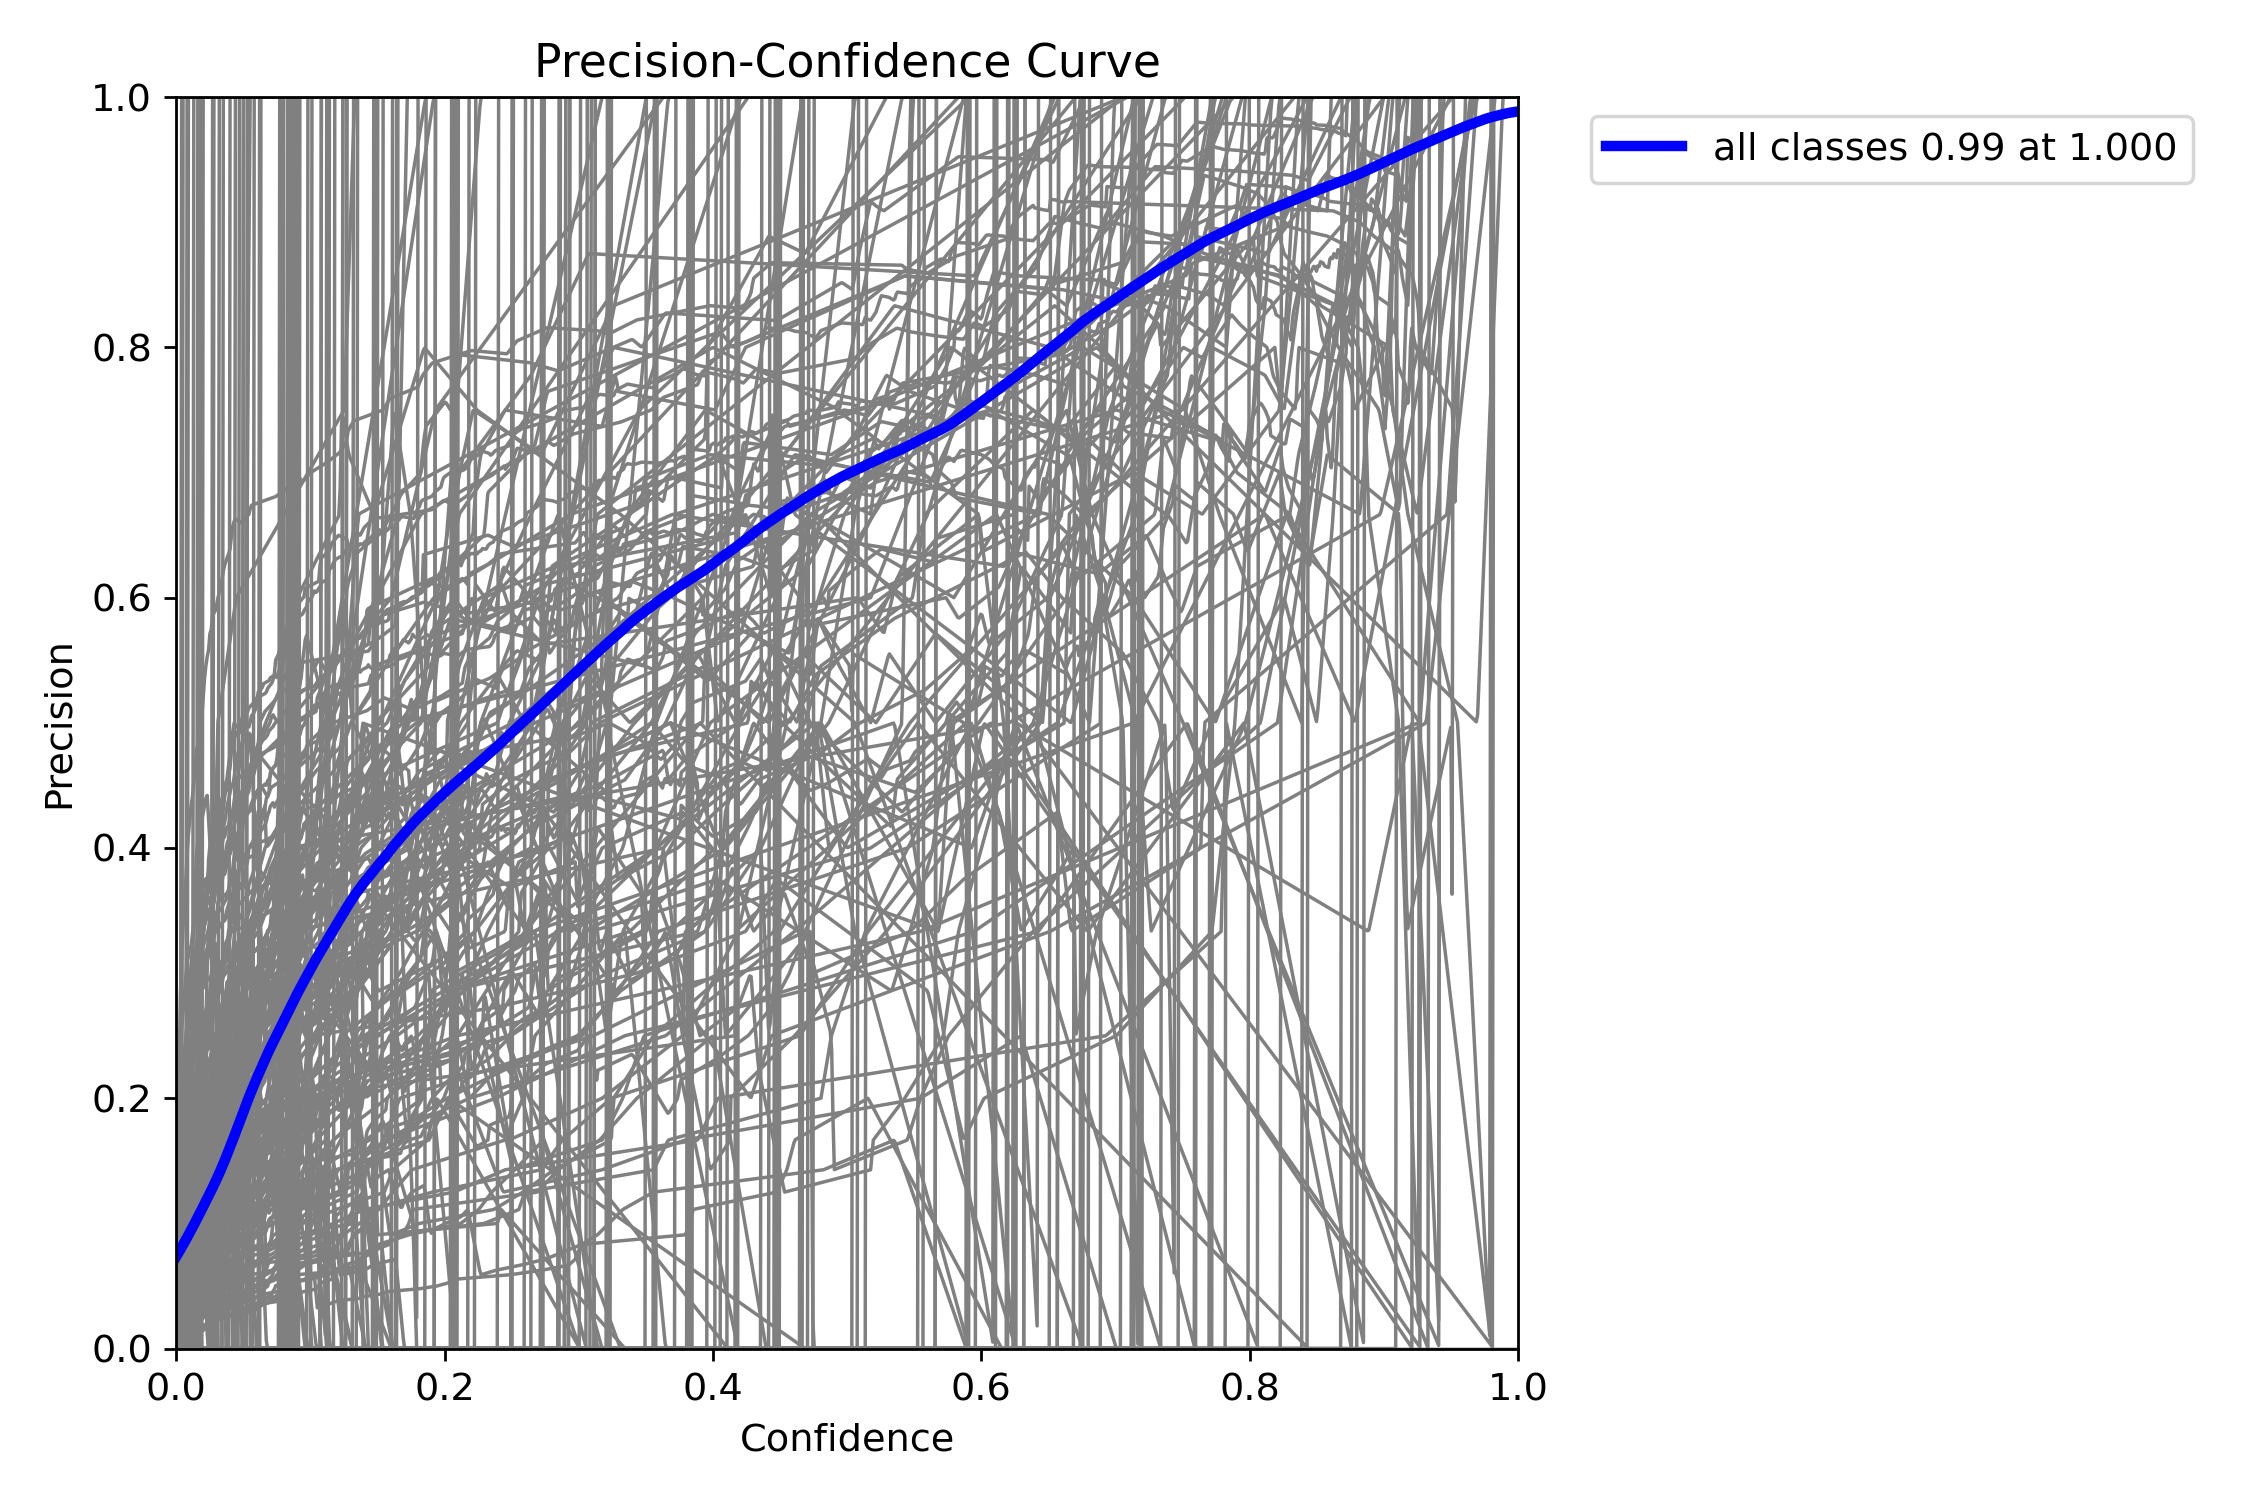 Precision-Confidence Curve
all classes 0.99 at 1.000
1.0
0.8
0.6
0.4
0.2
0.0
Precision
0.0 0.2 0.4 0.6 0.8 1.0
Confidence